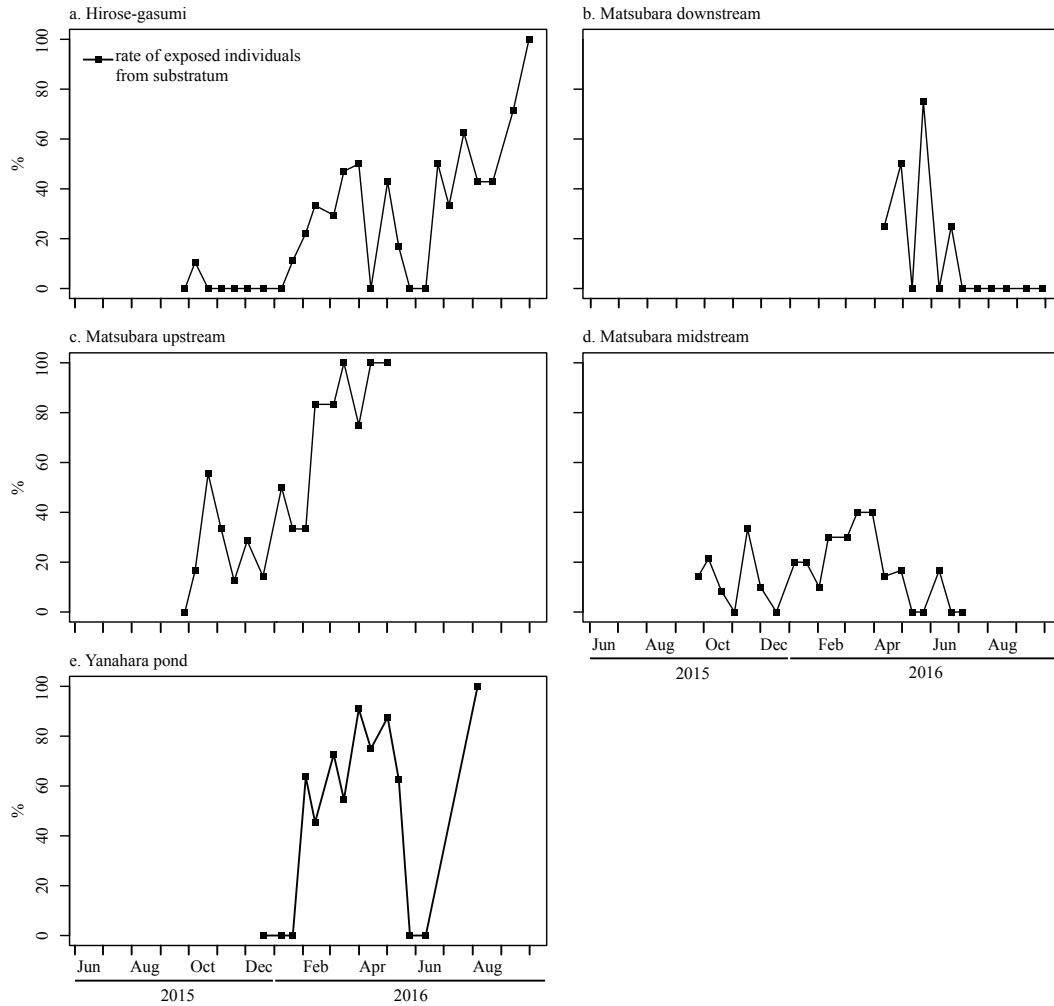 a. Hirose-gasumi
rate of exposed individuals
from substratum
%
0 20 40 60 80 100
b. Matsubara downstream
c. Matsubara upstream
%
0 20 40 60 80 100
d. Matsubara midstream
Jun Aug Oct Dec Feb Apr Jun Aug
2015 2016
e. Yanahara pond
%
0 20 40 60 80 100
Jun Aug Oct Dec Feb Apr Jun Aug
2015 2016